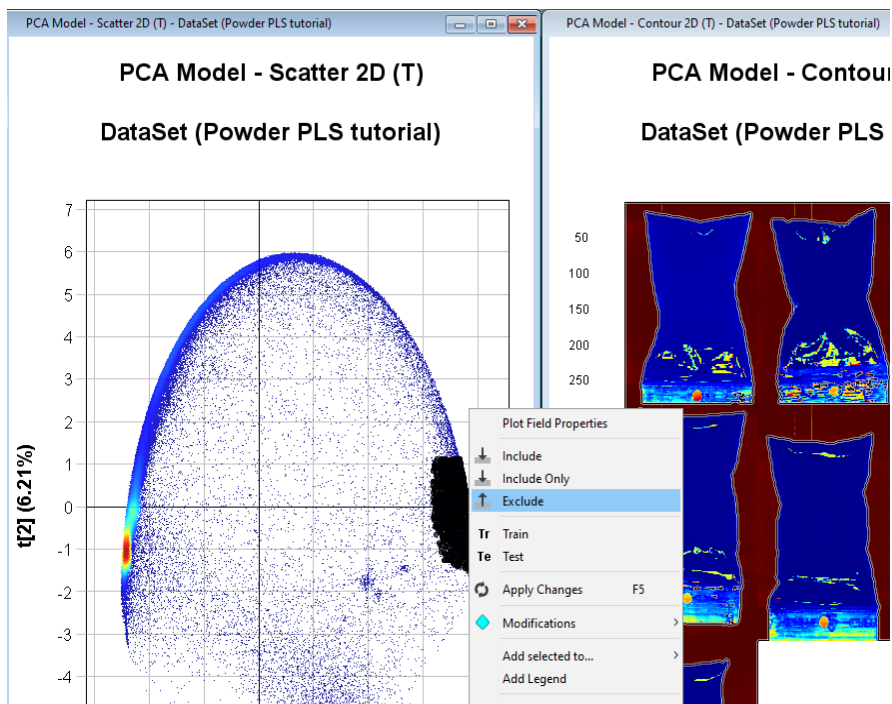 PCA Model - Scatter 2D (T) - DataSet (Powder PLS tutorial)
PCA Model - Scatter 2D (T)
DataSet (Powder PLS tutorial)
7
6
5
4
3
2
1
0
-1
-2
-3
-4
t[2] (6.21%)
PCA Model - Contour 2D (T) - DataSet (Powder PLS tutorial)
PCA Model - Contour
DataSet (Powder PLS
50
100
150
200
250
Plot Field Properties
Include
Include Only
Exclude
Tr Train
Te Test
Apply Changes F5
Modifications
Add selected to...
Add Legend